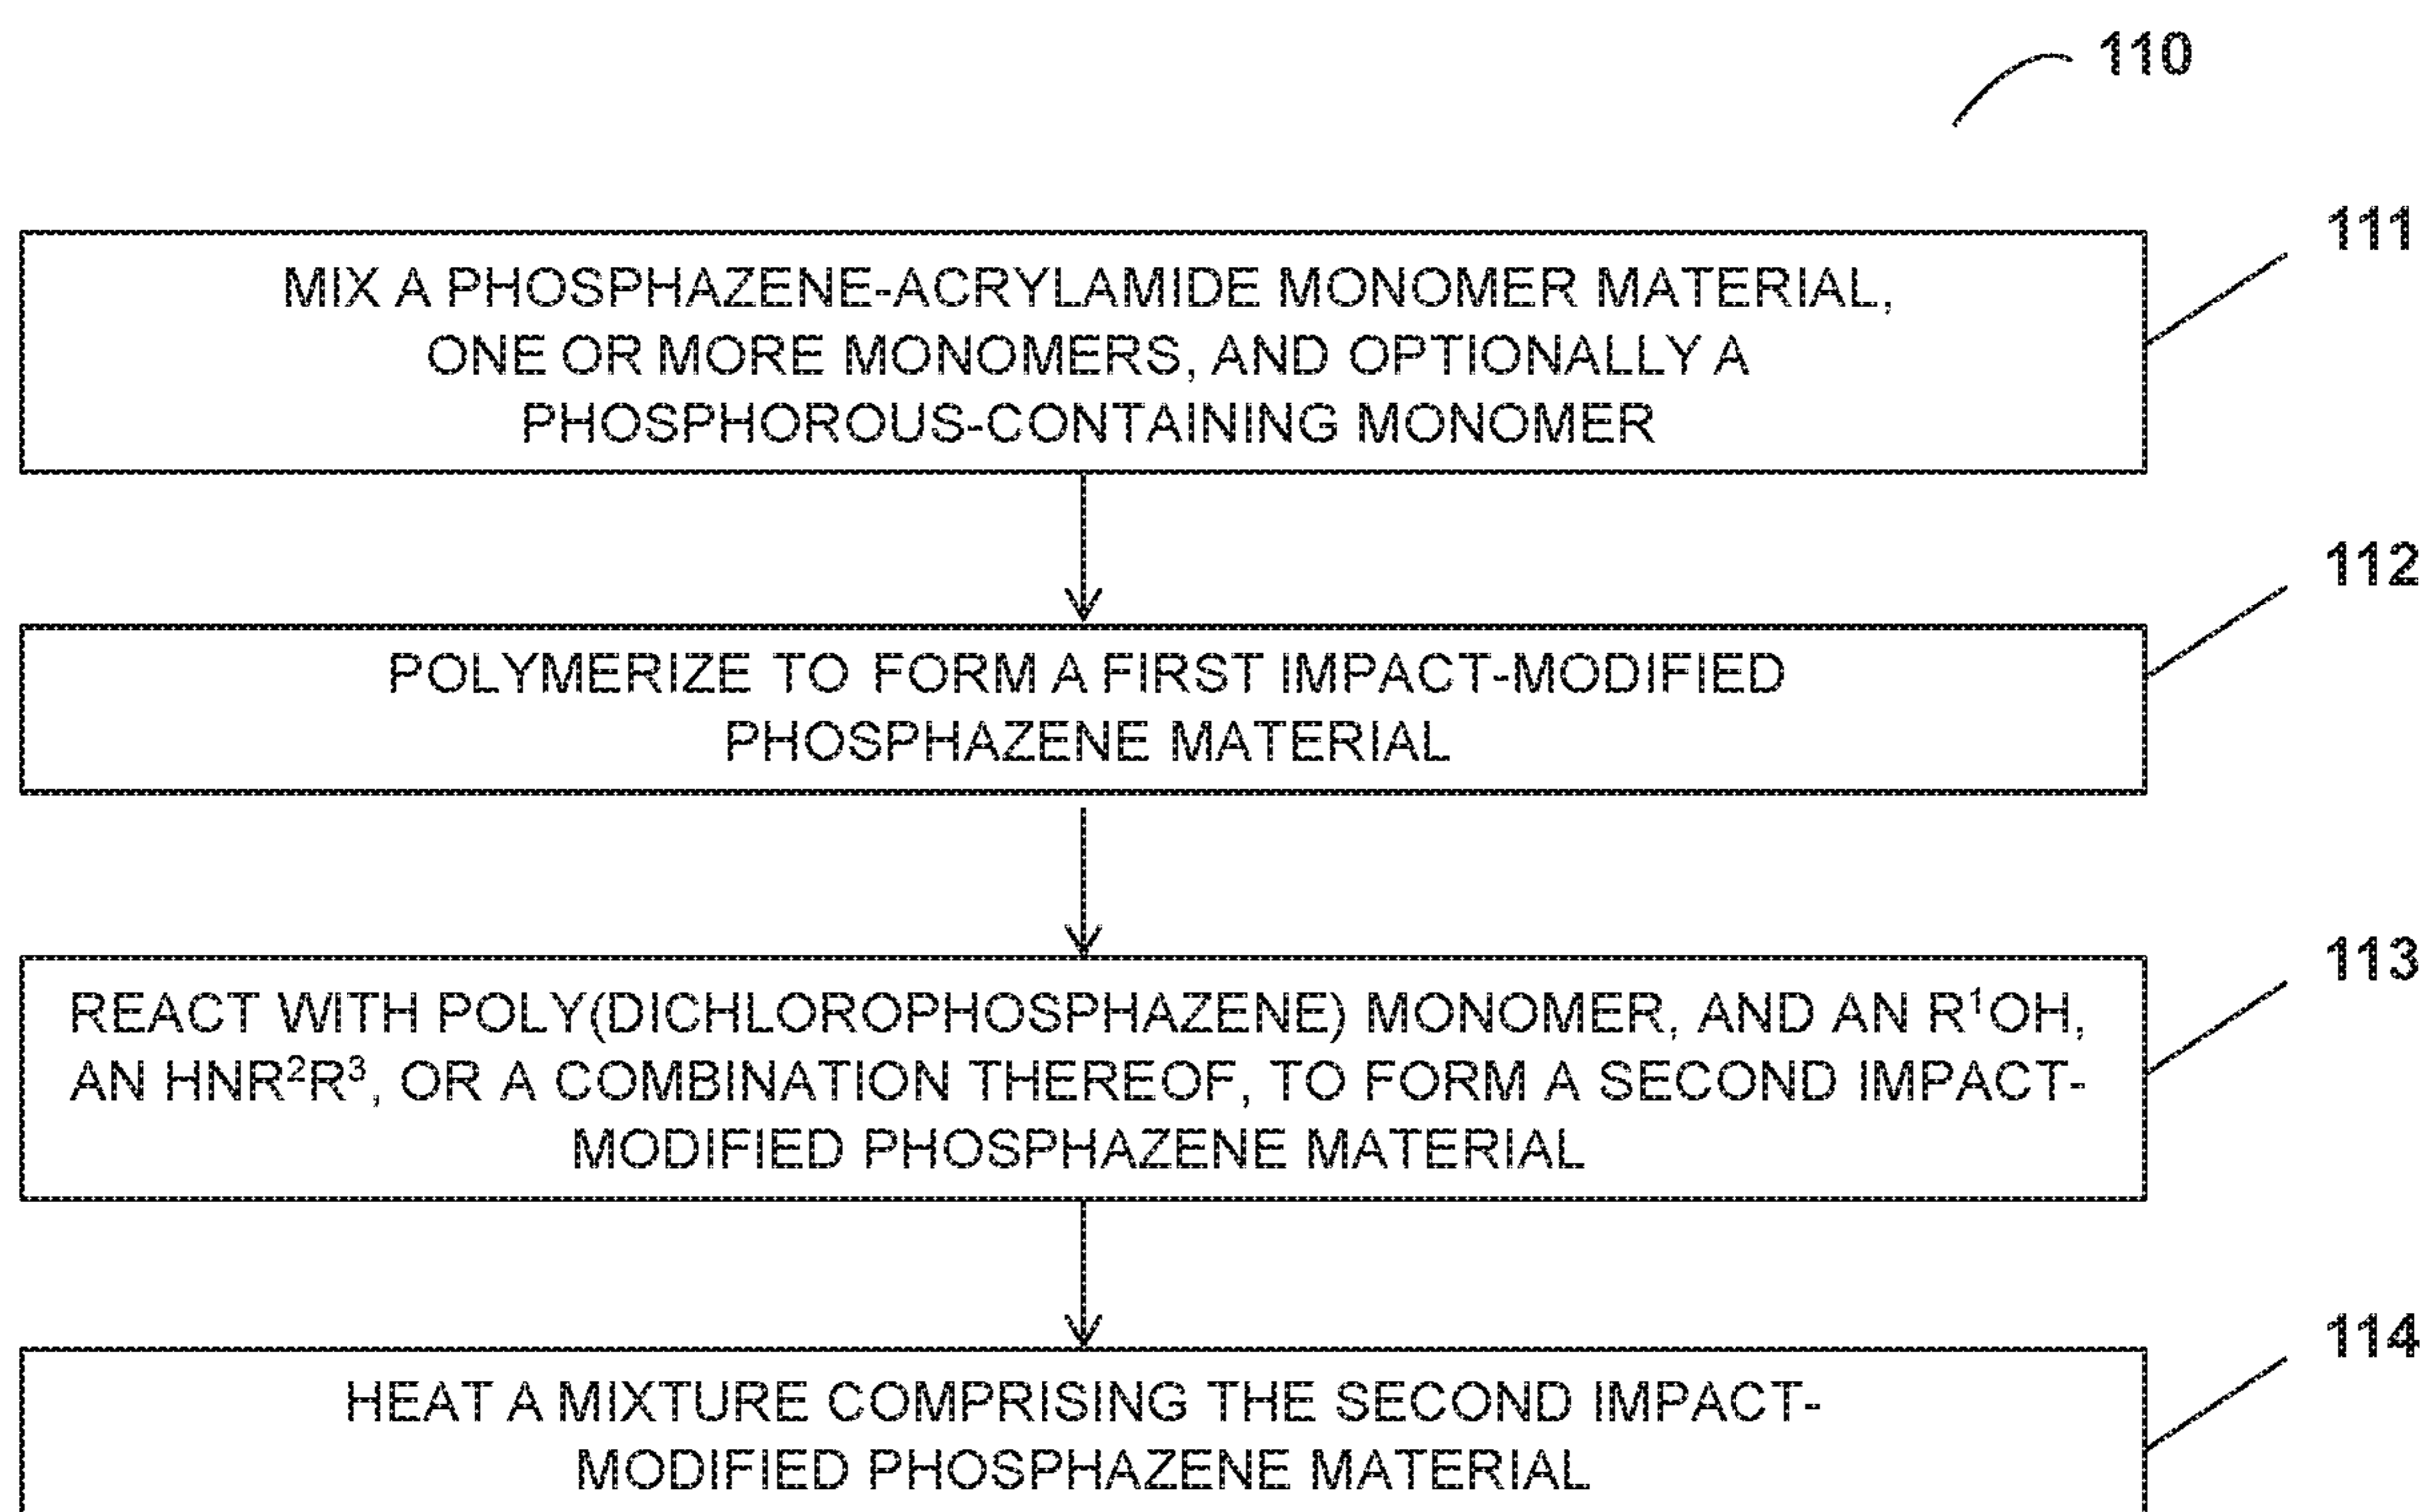 110
111
MIX A PHOSPHAZENE-ACRYLAMIDE MONOMER MATERIAL,
ONE OR MORE MONOMERS, AND OPTIONALLY A
PHOSPHOROUS-CONTAINING MONOMER
112
POLYMERIZE TO FORM A FIRST IMPACT-MODIFIED
PHOSPHAZENE MATERIAL
113
REACT WITH POLY(DICHLOROPHOSPHAZENE) MONOMER, AND AN R¹OH,
AN HNR²R³, OR A COMBINATION THEREOF, TO FORM A SECOND IMPACT-
MODIFIED PHOSPHAZENE MATERIAL
114
HEAT A MIXTURE COMPRISING THE SECOND IMPACT-
MODIFIED PHOSPHAZENE MATERIAL